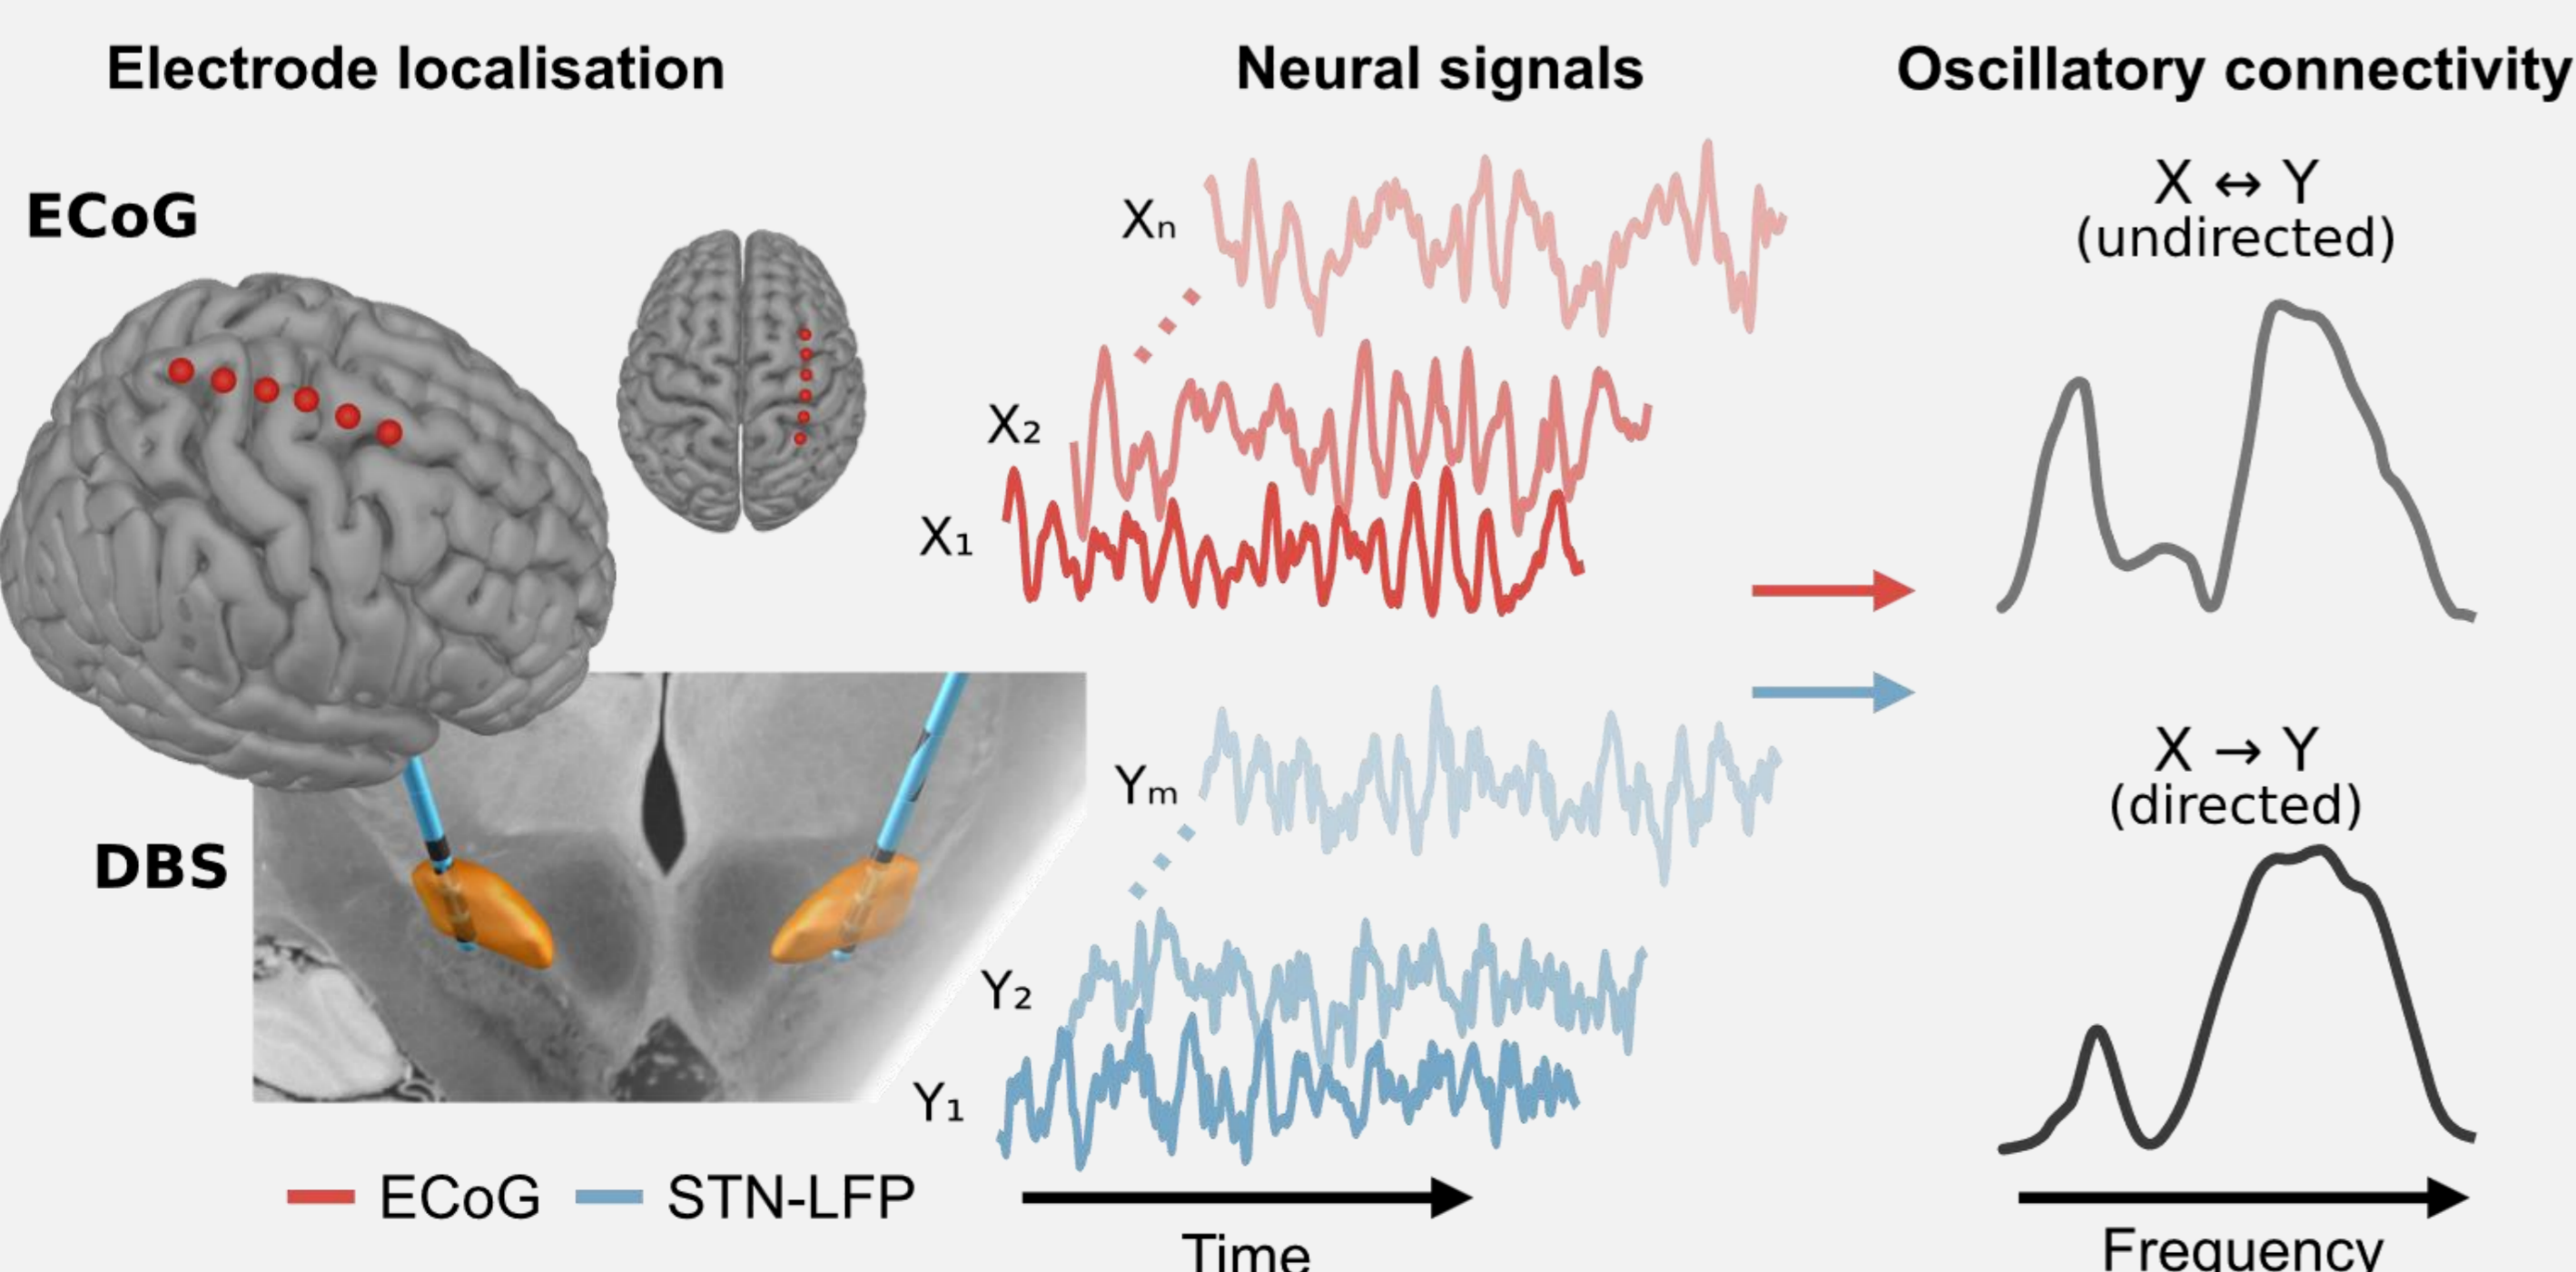 Electrode localisation
Neural signals
Oscillatory connectivity
ECoG
Xₙ
X₂
X₁
X ↔ Y
(undirected)
DBS
Yₘ
Y₂
Y₁
X → Y
(directed)
ECoG
STN-LFP
Time
Frequency